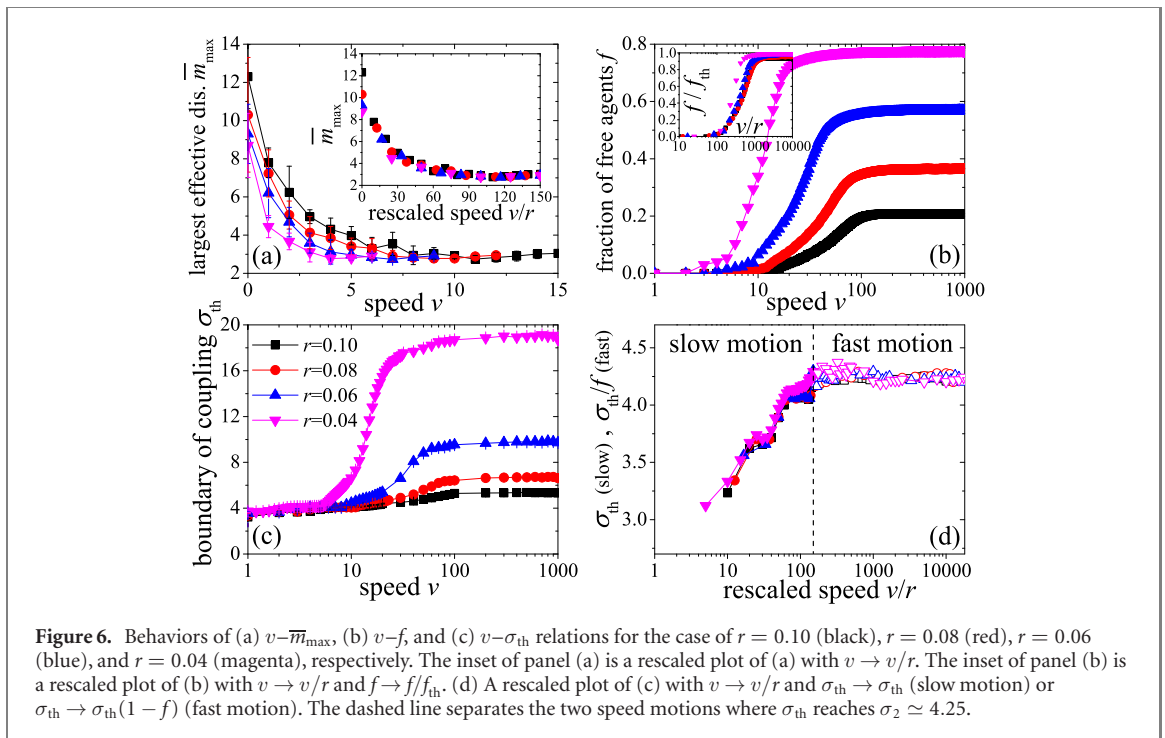 largest effective dis. m̅max
14
12
10
8
6
4
2
0
5
10
15
speed v
(a)
m̅max
14
12
10
8
6
4
2
0
30
60
90
120
150
rescaled speed v/r
fraction of free agents f
0.8
0.6
0.4
0.2
0.0
1
10
100
1000
speed v
(b)
f / fth
1.0
0.8
0.6
0.4
0.2
0.0
10
100
1000
10000
v/r
boundary of coupling σth
20
16
12
8
4
0
1
10
100
1000
speed v
(c)
r=0.10
r=0.08
r=0.06
r=0.04
σth (slow) , σth/f (fast)
4.5
4.0
3.5
3.0
1
10
100
1000
10000
rescaled speed v/r
slow motion
fast motion
(d)
Figure 6. Behaviors of (a) v–m̅max, (b) v–f, and (c) v–σth relations for the case of r = 0.10 (black), r = 0.08 (red), r = 0.06
(blue), and r = 0.04 (magenta), respectively. The inset of panel (a) is a rescaled plot of (a) with v → v/r. The inset of panel (b) is
a rescaled plot of (b) with v → v/r and f → f/fth. (d) A rescaled plot of (c) with v → v/r and σth → σth (slow motion) or
σth → σth(1 − f) (fast motion). The dashed line separates the two speed motions where σth reaches σ2 ≃ 4.25.